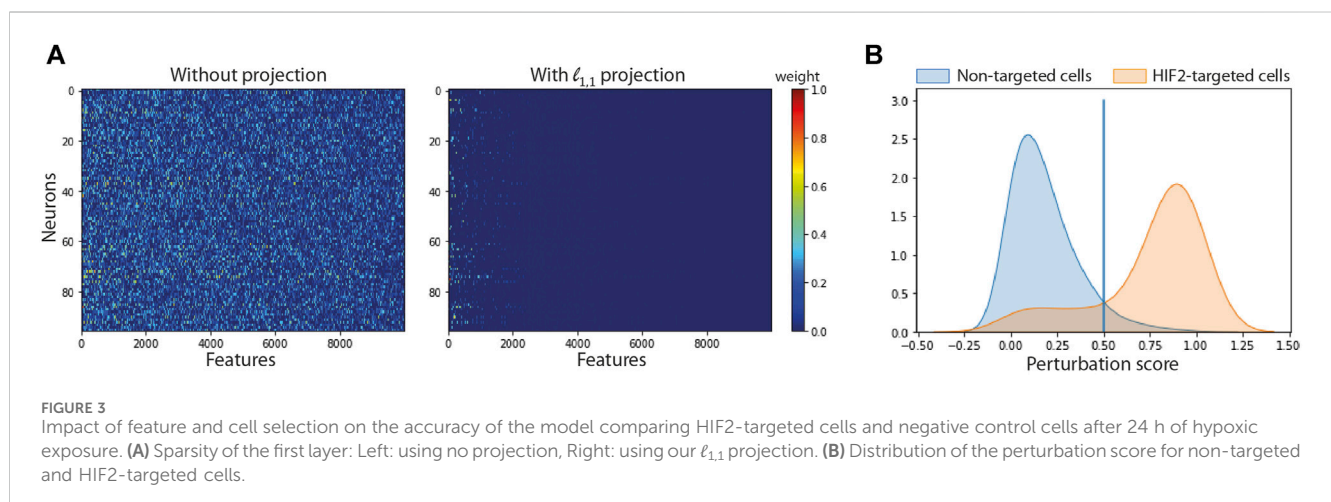 A
Without projection
With ℓ1,1 projection
weight
0
20
40
60
80
Neurons
0 2000 4000 6000 8000
Features
0
20
40
60
80
0 2000 4000 6000 8000
Features
1.0
0.8
0.6
0.4
0.2
0.0
B
Non-targeted cells HIF2-targeted cells
3.0
2.5
2.0
1.5
1.0
0.5
0.0
−0.50 −0.25 0.00 0.25 0.50 0.75 1.00 1.25 1.50
Perturbation score
FIGURE 3
Impact of feature and cell selection on the accuracy of the model comparing HIF2-targeted cells and negative control cells after 24 h of hypoxic
exposure. (A) Sparsity of the first layer: Left: using no projection, Right: using our ℓ1,1 projection. (B) Distribution of the perturbation score for non-targeted
and HIF2-targeted cells.